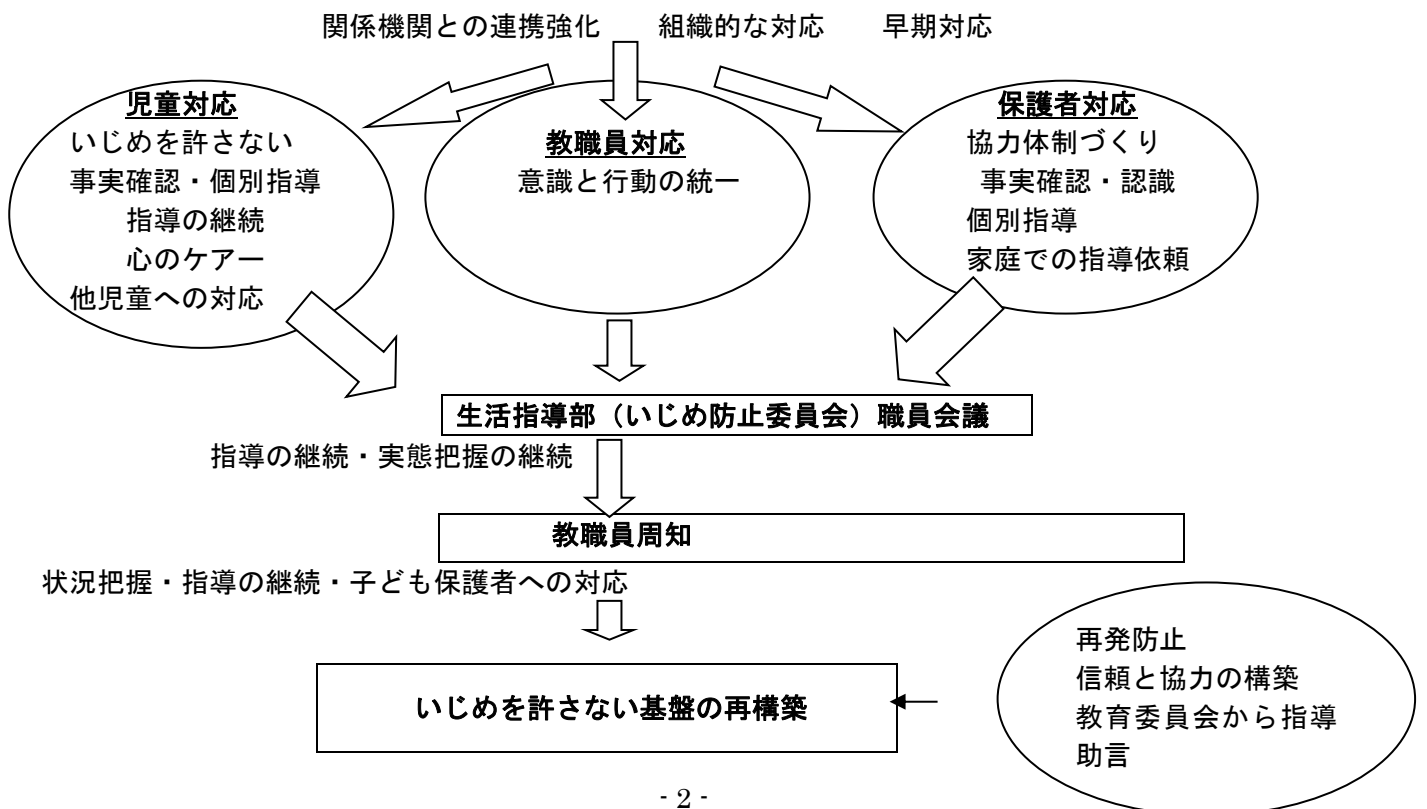 関係機関との連携強化　組織的な対応　早期対応
児童対応
いじめを許さない
事実確認・個別指導
指導の継続
心のケアー
他児童への対応
教職員対応
意識と行動の統一
保護者対応
協力体制づくり
事実確認・認識
個別指導
家庭での指導依頼
生活指導部（いじめ防止委員会）職員会議
指導の継続・実態把握の継続
教職員周知
状況把握・指導の継続・子ども保護者への対応
いじめを許さない基盤の再構築
再発防止
信頼と協力の構築
教育委員会から指導
助言
- 2 -